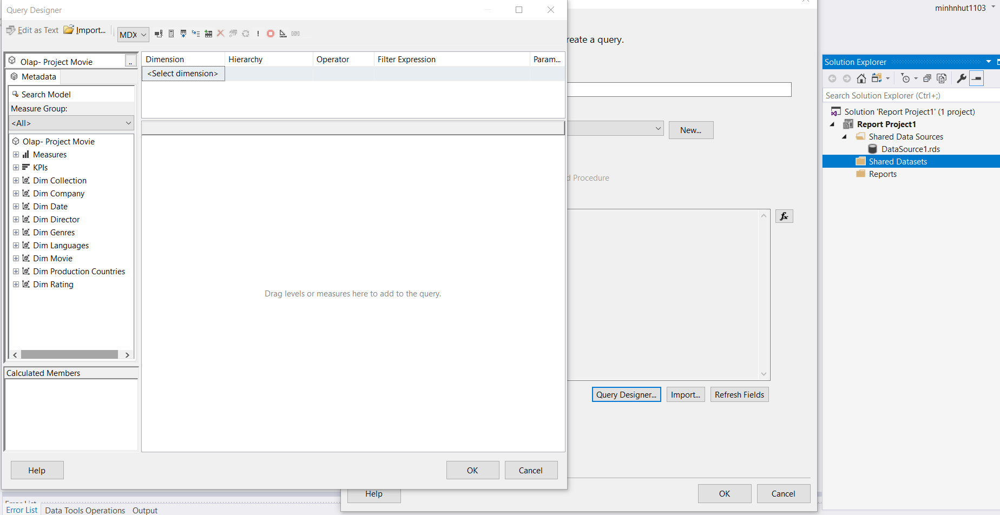 Query Designer
Edit as Text
Import...
MDX
Olap- Project Movie
..
Metadata
Search Model
Measure Group:
<All>
Olap- Project Movie
Measures
KPIs
Dim Collection
Dim Company
Dim Date
Dim Director
Dim Genres
Dim Languages
Dim Movie
Dim Production Countries
Dim Rating
Calculated Members
Dimension Hierarchy Operator Filter Expression Param...
<Select dimension>
Drag levels or measures here to add to the query.
Help OK Cancel
reate a query.
New...
d Procedure
fx
Query Designer... Import... Refresh Fields
Help OK Cancel
minhnhut1103
Solution Explorer
Search Solution Explorer (Ctrl+;)
Solution 'Report Project1' (1 project)
Report Project1
Shared Data Sources
DataSource1.rds
Shared Datasets
Reports
Error List
Error List Data Tools Operations Output